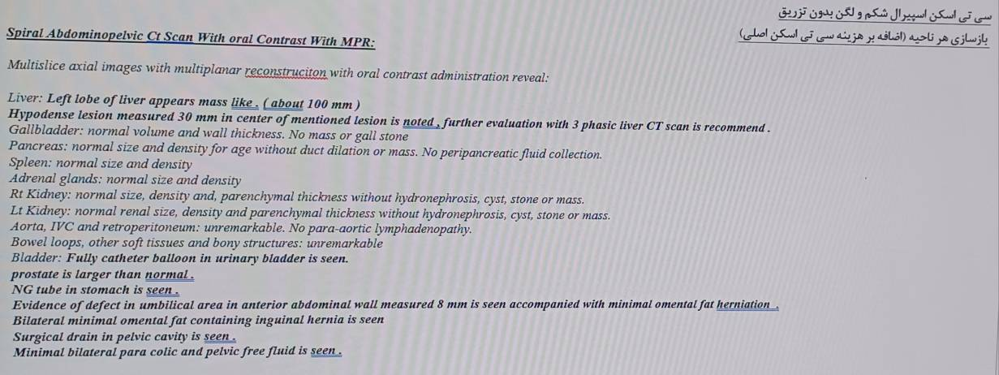 سی تی اسکن اسپیرال شکم و لگن بدون تزریق
بازسازی هر ناحیه (اضافه بر هزینه سی تی اسکن اصلی)
Spiral Abdominopelvic Ct Scan With oral Contrast With MPR:
Multislice axial images with multiplanar reconstruciton with oral contrast administration reveal:
Liver: Left lobe of liver appears mass like . ( about 100 mm )
Hypodense lesion measured 30 mm in center of mentioned lesion is noted , further evaluation with 3 phasic liver CT scan is recommend .
Gallbladder: normal volume and wall thickness. No mass or gall stone
Pancreas: normal size and density for age without duct dilation or mass. No peripancreatic fluid collection.
Spleen: normal size and density
Adrenal glands: normal size and density
Rt Kidney: normal size, density and, parenchymal thickness without hydronephrosis, cyst, stone or mass.
Lt Kidney: normal renal size, density and parenchymal thickness without hydronephrosis, cyst, stone or mass.
Aorta, IVC and retroperitoneum: unremarkable. No para-aortic lymphadenopathy.
Bowel loops, other soft tissues and bony structures: unremarkable
Bladder: Fully catheter balloon in urinary bladder is seen.
prostate is larger than normal .
NG tube in stomach is seen .
Evidence of defect in umbilical area in anterior abdominal wall measured 8 mm is seen accompanied with minimal omental fat herniation .
Bilateral minimal omental fat containing inguinal hernia is seen
Surgical drain in pelvic cavity is seen .
Minimal bilateral para colic and pelvic free fluid is seen .